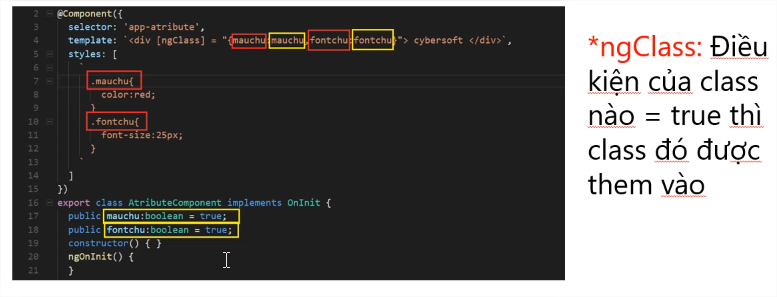 2 @Component({
3 selector: 'app-atribute',
4 template: `<div [ngClass] = "{mauchu:mauchu,fontchu:fontchu}"> cybersoft </div>`,
5 styles: [
6 `
7 .mauchu{
8 color:red;
9 }
10 .fontchu{
11 font-size:25px;
12 }
13 `
14 ]
15 })
16 export class AtributeComponent implements OnInit {
17 public mauchu:boolean = true;
18 public fontchu:boolean = true;
19 constructor() { }
20 ngOnInit() {
21 }
*ngClass: Điều
kiện của class
nào = true thì
class đó được
them vào